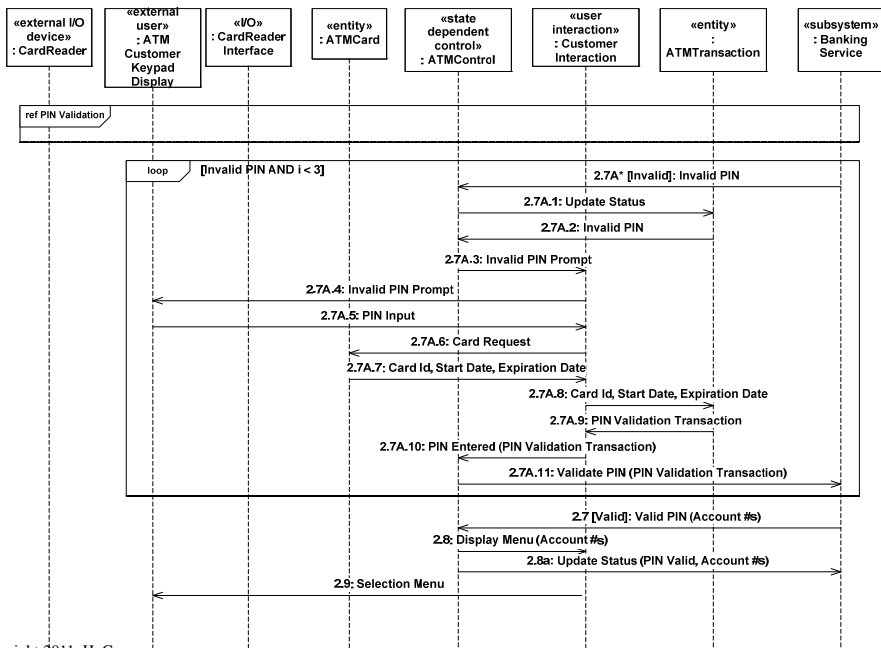 «external I/O
device»
: CardReader
«external
user»
: ATM
Customer
Keypad
Display
«I/O»
: CardReader
Interface
«entity»
: ATMCard
«state
dependent
control»
: ATMControl
«user
interaction»
: Customer
Interaction
«entity»
:
ATMTransaction
«subsystem»
: Banking
Service
ref PIN Validation
loop
[Invalid PIN AND i < 3]
2.7A* [Invalid]: Invalid PIN
2.7A.1: Update Status
2.7A.2: Invalid PIN
2.7A.3: Invalid PIN Prompt
2.7A.4: Invalid PIN Prompt
2.7A.5: PIN Input
2.7A.6: Card Request
2.7A.7: Card Id, Start Date, Expiration Date
2.7A.8: Card Id, Start Date, Expiration Date
2.7A.9: PIN Validation Transaction
2.7A.10: PIN Entered (PIN Validation Transaction)
2.7A.11: Validate PIN (PIN Validation Transaction)
2.7 [Valid]: Valid PIN (Account #s)
2.8: Display Menu (Account #s)
2.8a: Update Status (PIN Valid, Account #s)
2.9: Selection Menu